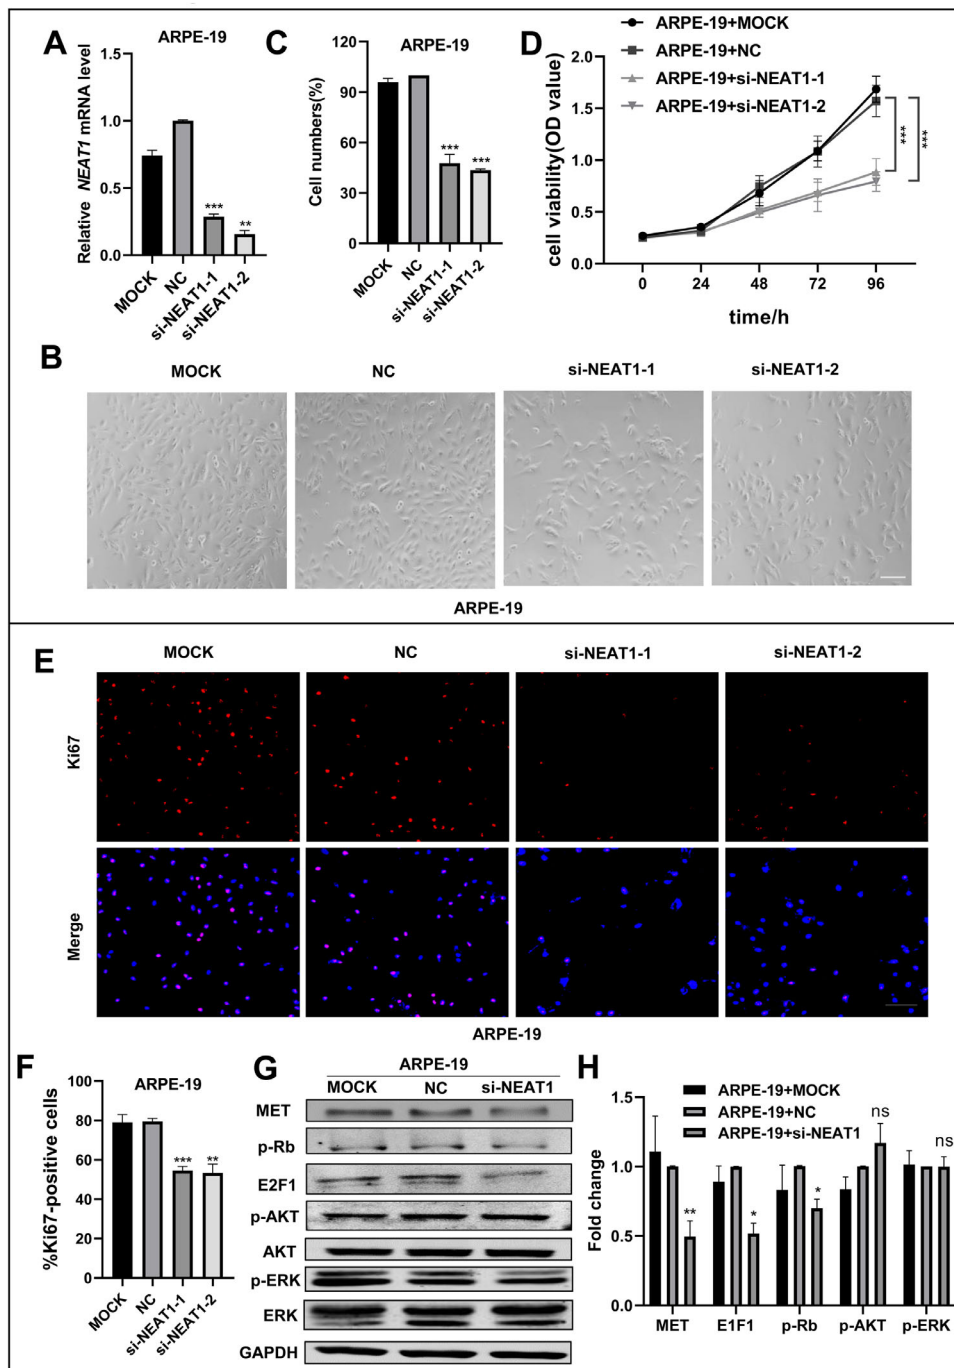 A
ARPE-19
Relative NEAT1 mRNA level
1.5
1.0
0.5
0.0
***
**
MOCK
NC
si-NEAT1-1
si-NEAT1-2
C
ARPE-19
Cell numbers(%)
120
90
60
30
0
***
***
MOCK
NC
si-NEAT1-1
si-NEAT1-2
D
ARPE-19+MOCK
ARPE-19+NC
ARPE-19+si-NEAT1-1
ARPE-19+si-NEAT1-2
cell viability(OD value)
2.0
1.5
1.0
0.5
0.0
***
***
0 24 48 72 96
time/h
B
MOCK NC si-NEAT1-1 si-NEAT1-2
ARPE-19
E
MOCK NC si-NEAT1-1 si-NEAT1-2
Ki67
Merge
ARPE-19
F
ARPE-19
%Ki67-positive cells
100
80
60
40
20
0
***
**
MOCK
NC
si-NEAT1-1
si-NEAT1-2
G
ARPE-19
MOCK NC si-NEAT1
MET
p-Rb
E2F1
p-AKT
AKT
p-ERK
ERK
GAPDH
H
ARPE-19+MOCK
ARPE-19+NC
ARPE-19+si-NEAT1
Fold change
1.5
1.0
0.5
0.0
**
*
*
ns
ns
MET E1F1 p-Rb p-AKT p-ERK